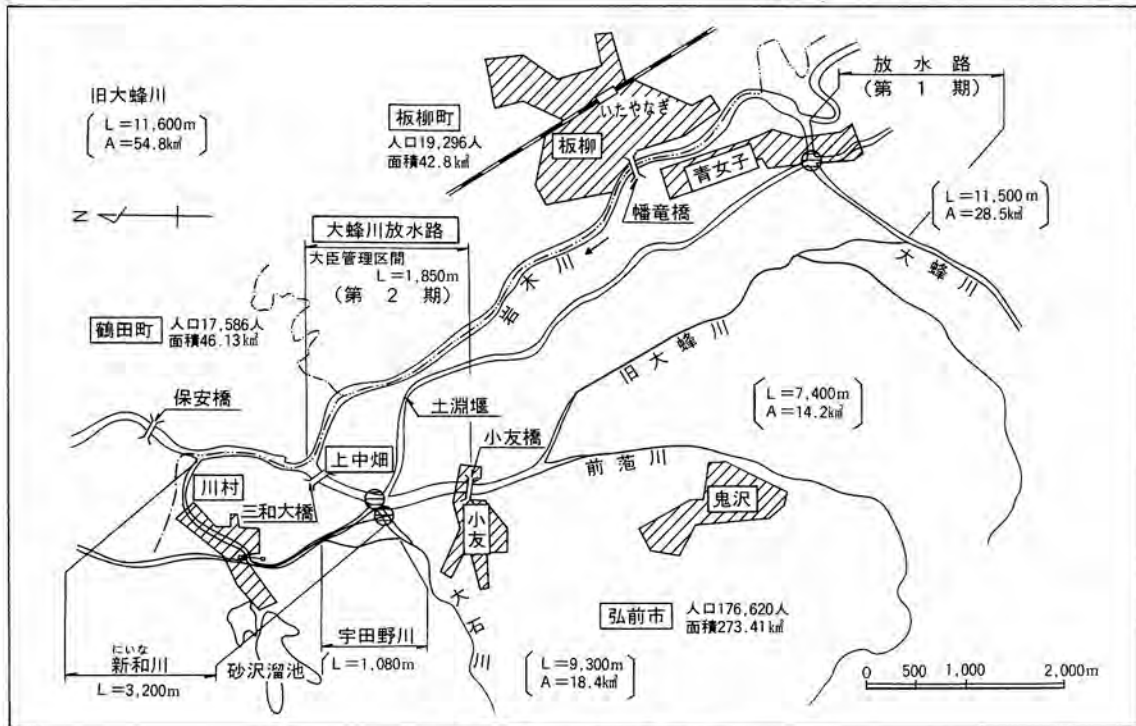 旧大蜂川
L=11,600m
A=54.8k㎡
N
板柳町
人口19,296人
面積42.8k㎡
いたやなぎ
板柳
青女子
幡竜橋
放水路
(第1期)
L=11,500m
A=28.5k㎡
大蜂川
大蜂川放水路
大臣管理区間
L=1,850m
(第2期)
岩木川
鶴田町
人口17,586人
面積46.13k㎡
保安橋
土淵堰
旧大蜂川
L=7,400m
A=14.2k㎡
上中畑
小友橋
前萢川
川村
三和大橋
小友
鬼沢
大石川
弘前市
人口176,620人
面積273.41k㎡
宇田野川
L=1,080m
にいな
新和川
L=3,200m
砂沢溜池
L=9,300m
A=18.4k㎡
0 500 1,000 2,000m